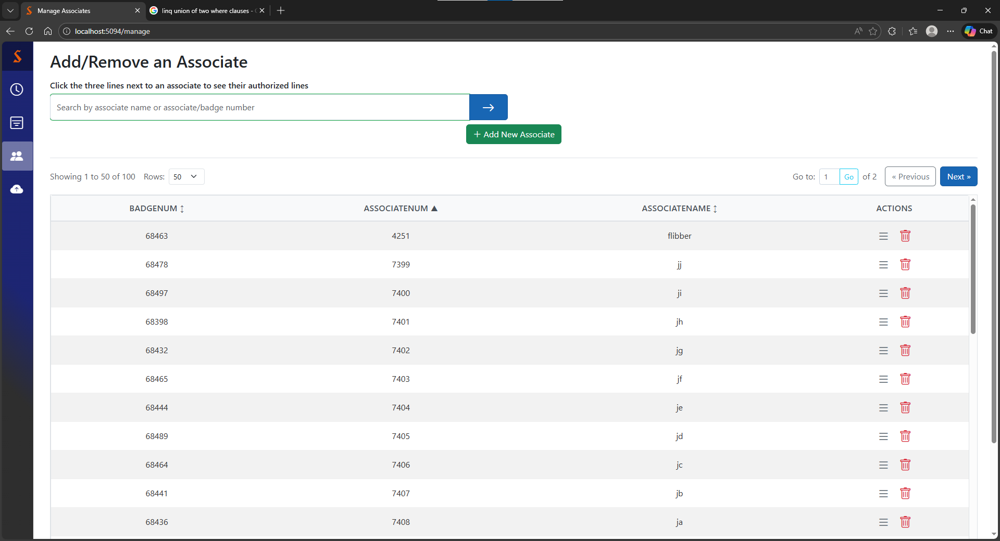 Manage Associates
linq union of two where clauses -
localhost:5094/manage
Chat
Add/Remove an Associate
Click the three lines next to an associate to see their authorized lines
Search by associate name or associate/badge number
+ Add New Associate
Showing 1 to 50 of 100 Rows: 50 Go to: 1 Go of 2 « Previous Next »
BADGENUM ASSOCIATENUM ASSOCIATENAME ACTIONS
68463 4251 flibber
68478 7399 jj
68497 7400 ji
68398 7401 jh
68432 7402 jg
68465 7403 jf
68444 7404 je
68489 7405 jd
68464 7406 jc
68441 7407 jb
68436 7408 ja